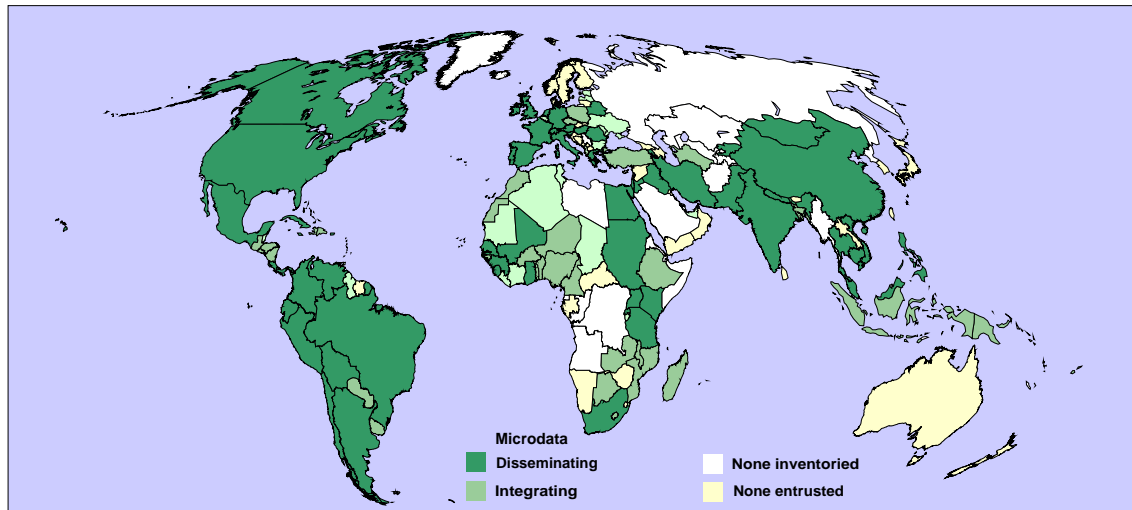 Microdata
Disseminating
None inventoried
Integrating
None entrusted